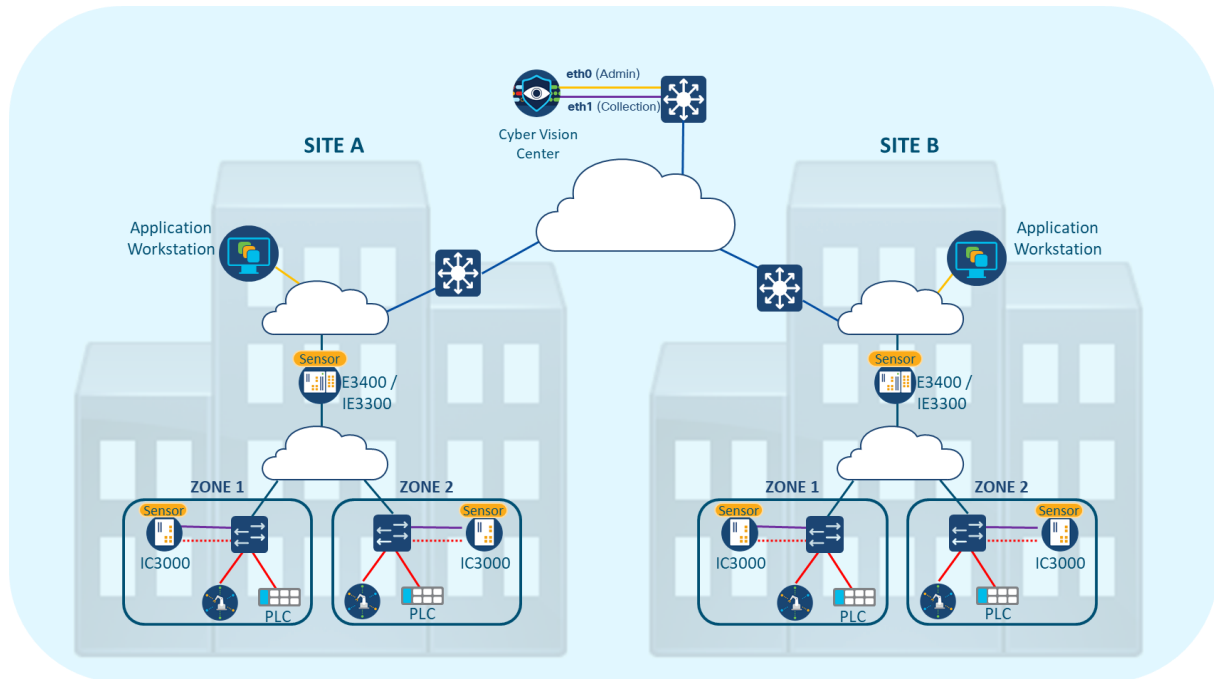 eth0 (Admin)
eth1 (Collection)
Cyber Vision
Center
SITE A
SITE B
Application
Workstation
Application
Workstation
Sensor
E3400 /
IE3300
Sensor
E3400 /
IE3300
ZONE 1
ZONE 2
Sensor
IC3000
PLC
Sensor
IC3000
PLC
ZONE 1
ZONE 2
Sensor
IC3000
PLC
Sensor
IC3000
PLC